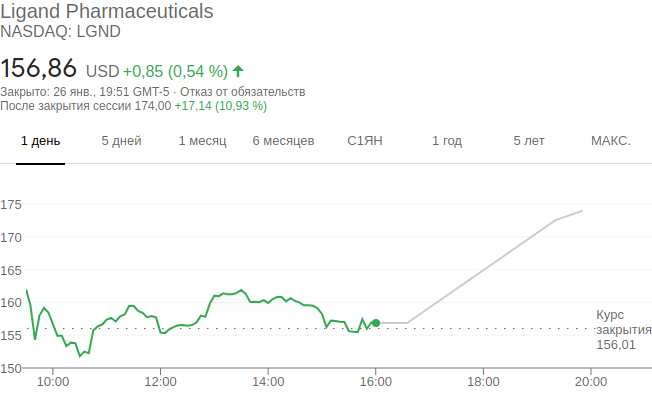 Ligand Pharmaceuticals
NASDAQ: LGND
156,86 USD +0,85 (0,54 %)
Закрыто: 26 янв., 19:51 GMT-5 · Отказ от обязательств
После закрытия сессии 174,00 +17,14 (10,93 %)
1 день 5 дней 1 месяц 6 месяцев С1ЯН 1 год 5 лет МАКС.
175
170
165
160
155
150
Курс
закрытия
156,01
10:00 12:00 14:00 16:00 18:00 20:00